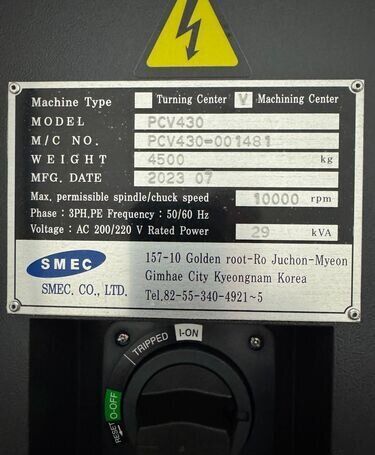 Machine Type Turning Center V Machining Center
MODEL PCV430
M/C NO. PCV430-001481
WEIGHT 4500 kg
MFG. DATE 2023 07
Max. permissible spindle/chuck speed 10000 rpm
Phase : 3PH.PE Frequency : 50/60 Hz
Voltage : AC 200/220 V Rated Power 29 kVA
SMEC
SMEC. CO., LTD.
157-10 Golden root-Ro Juchon-Myeon
Gimhae City Kyeongnam Korea
Tel.82-55-340-4921~5
I-ON
TRIPPED
O-OFF
RESET